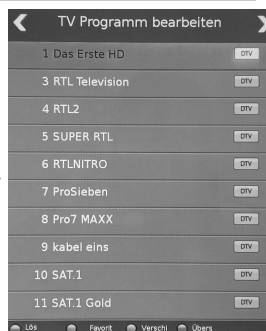 TV Programm bearbeiten
1 Das Erste HD DTV
3 RTL Television DTV
4 RTL2 DTV
5 SUPER RTL DTV
6 RTLNITRO DTV
7 ProSieben DTV
8 Pro7 MAXX DTV
9 kabel eins DTV
10 SAT.1 DTV
11 SAT.1 Gold DTV
Lös Favorit Verschl Übers